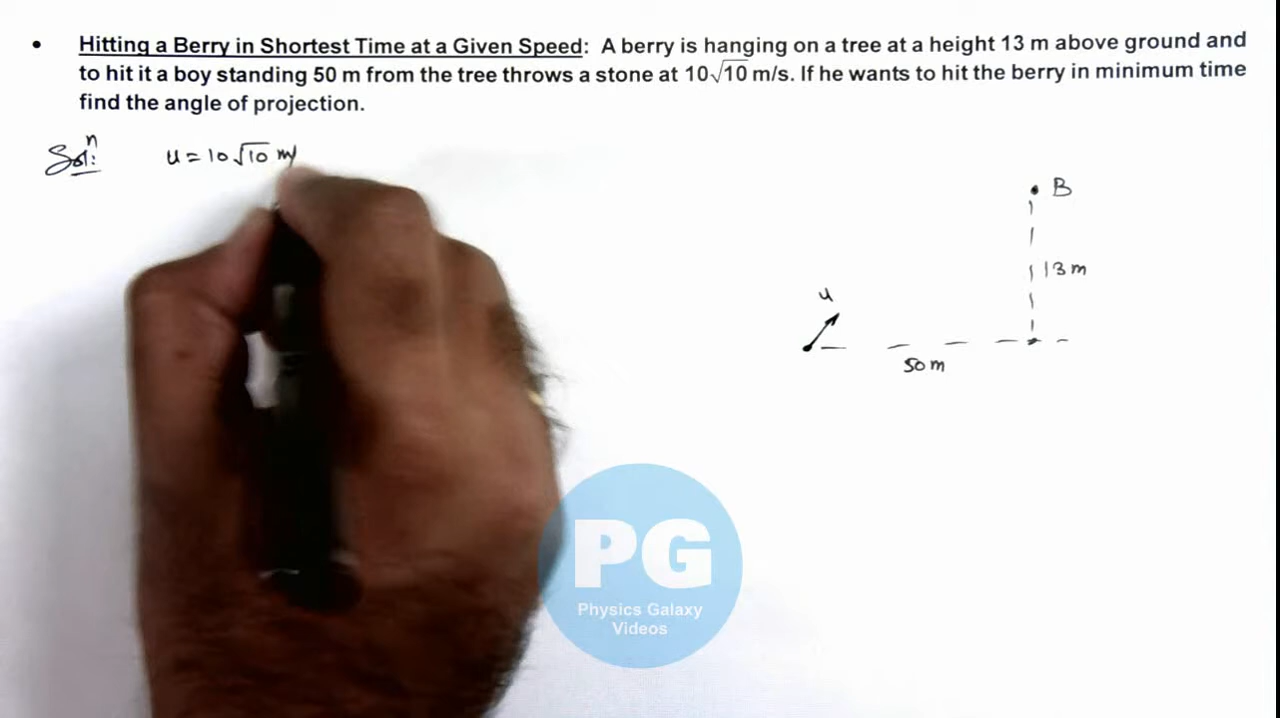 • Hitting a Berry in Shortest Time at a Given Speed: A berry is hanging on a tree at a height 13 m above ground and
to hit it a boy standing 50 m from the tree throws a stone at 10√10 m/s. If he wants to hit the berry in minimum time
find the angle of projection.
Solⁿ: u = 10√10 m/
B
13 m
u
50 m
PG
Physics Galaxy
Videos